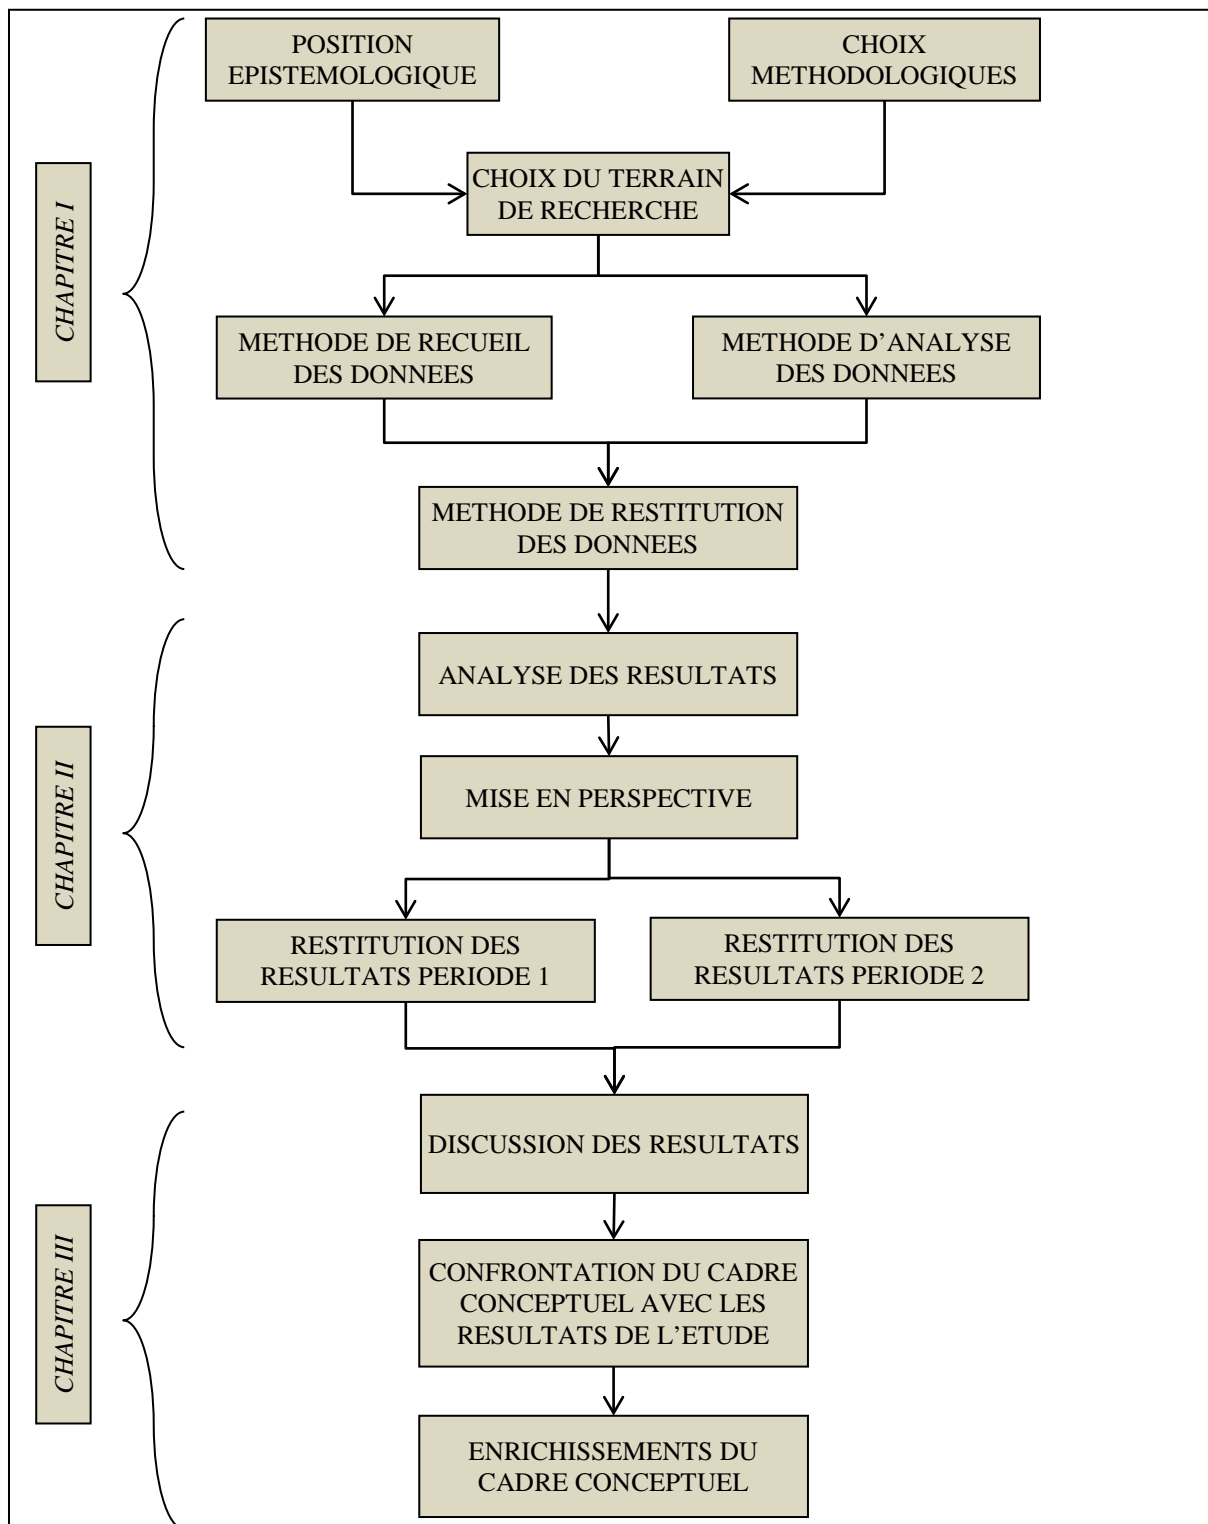 POSITION
EPISTEMOLOGIQUE
CHOIX
METHODOLOGIQUES
CHOIX DU TERRAIN
DE RECHERCHE
CHAPITRE I
METHODE DE RECUEIL
DES DONNEES
METHODE D’ANALYSE
DES DONNEES
METHODE DE RESTITUTION
DES DONNEES
ANALYSE DES RESULTATS
MISE EN PERSPECTIVE
CHAPITRE II
RESTITUTION DES
RESULTATS PERIODE 1
RESTITUTION DES
RESULTATS PERIODE 2
DISCUSSION DES RESULTATS
CONFRONTATION DU CADRE
CONCEPTUEL AVEC LES
RESULTATS DE L’ETUDE
CHAPITRE III
ENRICHISSEMENTS DU
CADRE CONCEPTUEL